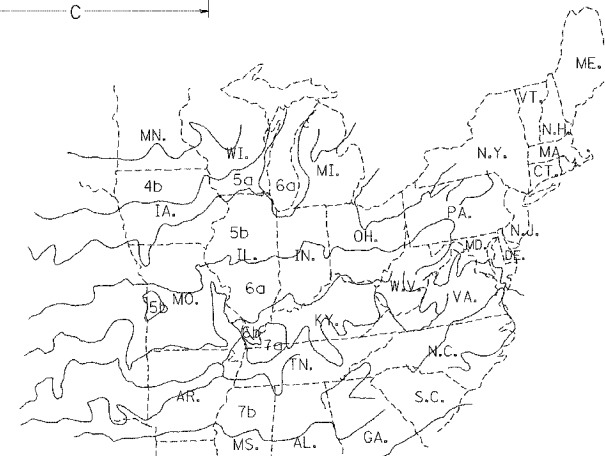 C
ME.
VT.
MN.
N.H.
WI.
N.Y.
MA.
MI.
CT.
4b
5a
6a
IA.
PA.
5b
OH.
N.J.
IL.
IN.
MD.
DE.
6a
W.V.
MO.
VA.
5b
KY.
6b
7a
N.C.
TN.
AR.
S.C.
7b
MS.
AL.
GA.